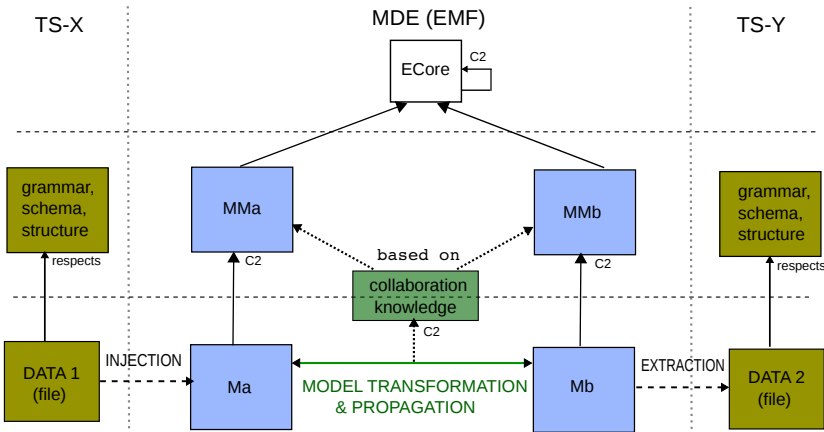 TS-X
MDE (EMF)
TS-Y
ECore
C2
grammar,
schema,
structure
MMa
MMb
grammar,
schema,
structure
respects
C2
based on
C2
respects
collaboration
knowledge
C2
DATA 1
(file)
INJECTION
Ma
MODEL TRANSFORMATION
& PROPAGATION
Mb
EXTRACTION
DATA 2
(file)